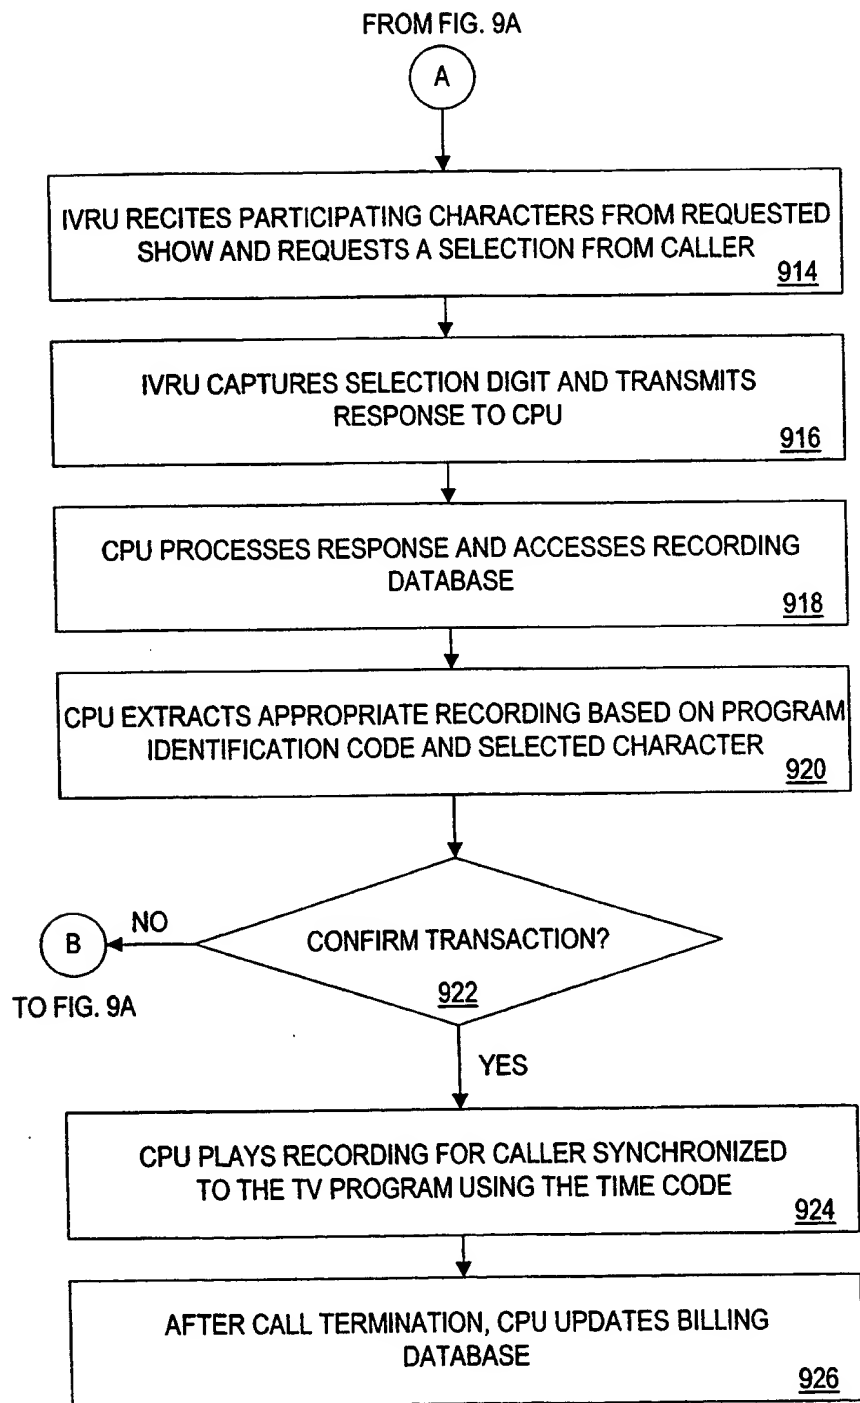 FROM FIG. 9A
A
IVRU RECITES PARTICIPATING CHARACTERS FROM REQUESTED
SHOW AND REQUESTS A SELECTION FROM CALLER
914
IVRU CAPTURES SELECTION DIGIT AND TRANSMITS
RESPONSE TO CPU
916
CPU PROCESSES RESPONSE AND ACCESSES RECORDING
DATABASE
918
CPU EXTRACTS APPROPRIATE RECORDING BASED ON PROGRAM
IDENTIFICATION CODE AND SELECTED CHARACTER
920
B
NO
CONFIRM TRANSACTION?
922
TO FIG. 9A
YES
CPU PLAYS RECORDING FOR CALLER SYNCHRONIZED
TO THE TV PROGRAM USING THE TIME CODE
924
AFTER CALL TERMINATION, CPU UPDATES BILLING
DATABASE
926